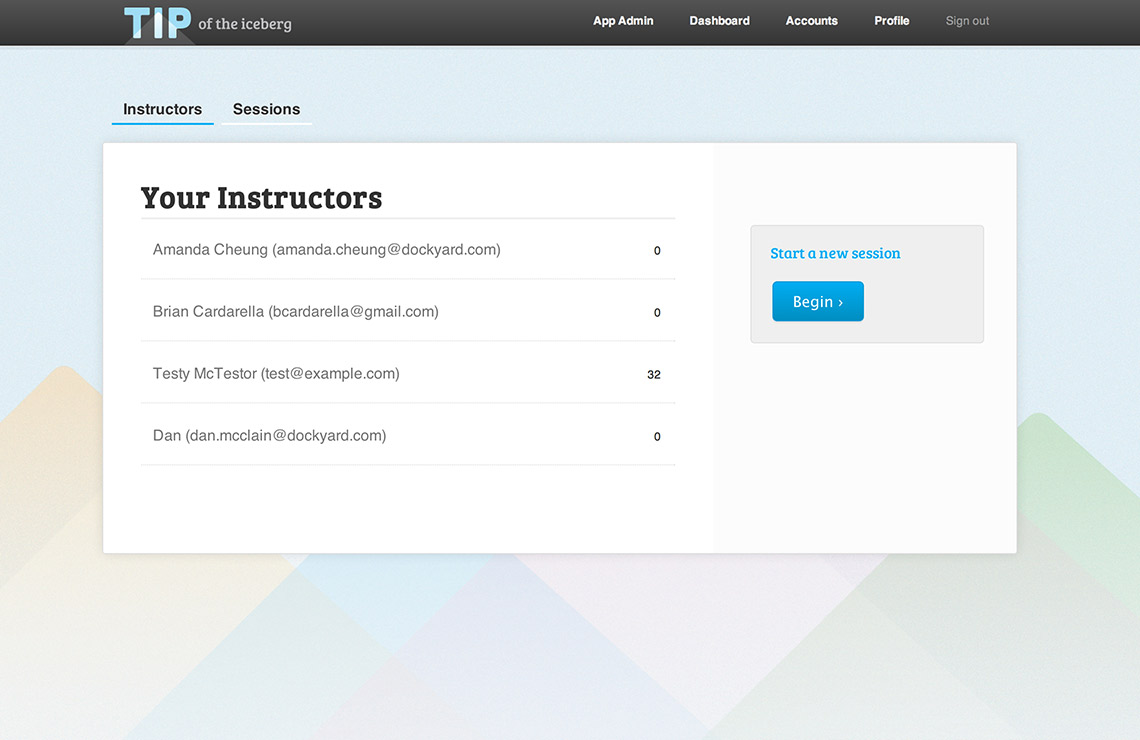 TIP of the iceberg
App Admin Dashboard Accounts Profile Sign out
Instructors Sessions
Your Instructors
Amanda Cheung (amanda.cheung@dockyard.com) 0
Brian Cardarella (bcardarella@gmail.com) 0
Testy McTestor (test@example.com) 32
Dan (dan.mcclain@dockyard.com) 0
Start a new session
Begin ›